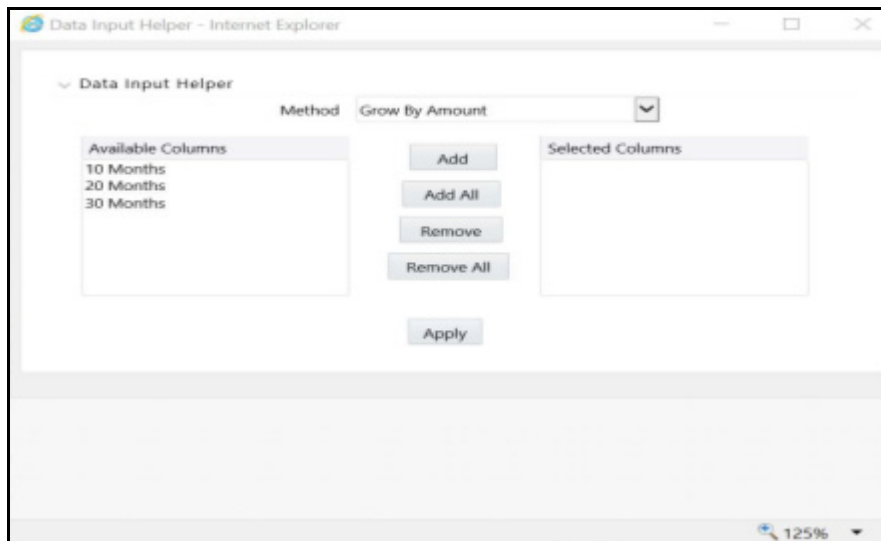 Data Input Helper - Internet Explorer
Data Input Helper
Method Grow By Amount
Available Columns
10 Months
20 Months
30 Months
Add
Add All
Remove
Remove All
Selected Columns
Apply
125%